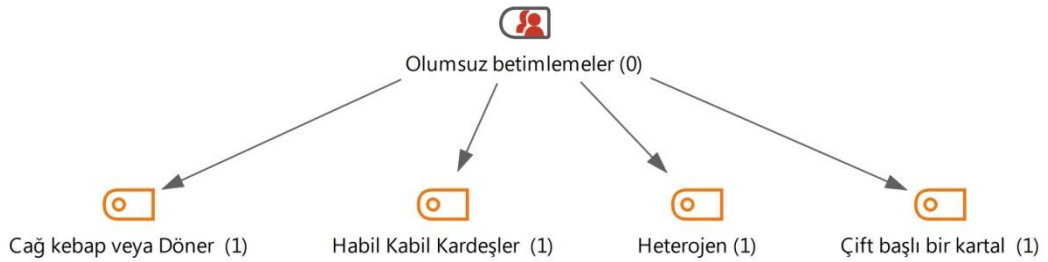 Olumsuz betimlemeler (0)
Cağ kebap veya Döner (1)
Habil Kabil Kardeşler (1)
Heterojen (1)
Çift başlı bir kartal (1)